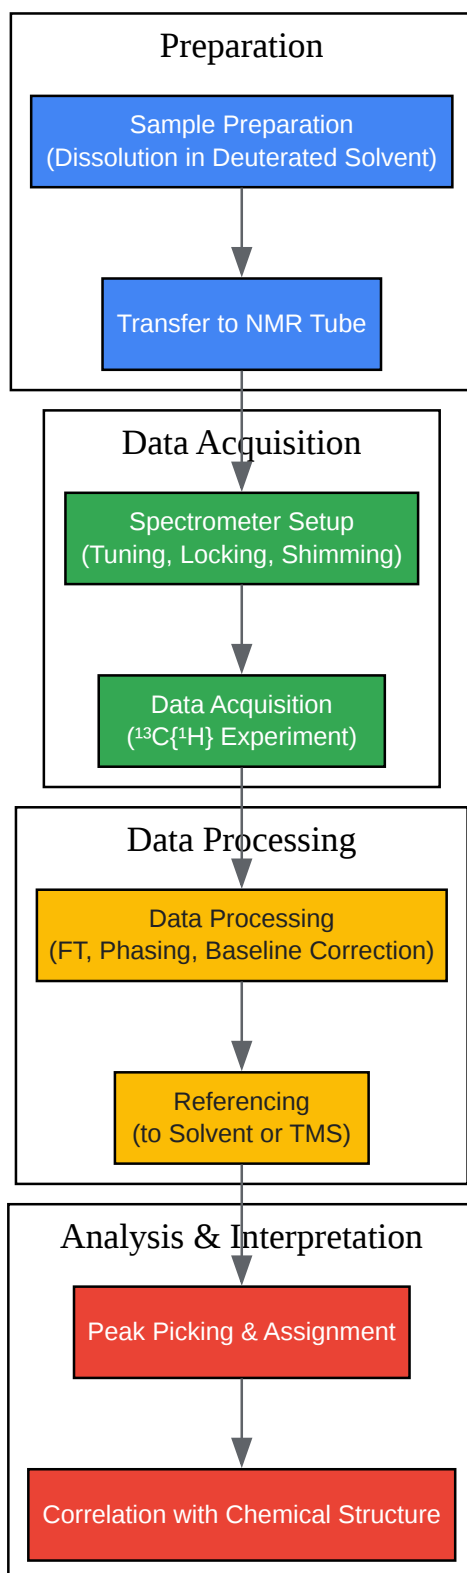 Preparation
Sample Preparation
(Dissolution in Deuterated Solvent)
Transfer to NMR Tube
Data Acquisition
Spectrometer Setup
(Tuning, Locking, Shimming)
Data Acquisition
(¹³C{¹H} Experiment)
Data Processing
Data Processing
(FT, Phasing, Baseline Correction)
Referencing
(to Solvent or TMS)
Analysis & Interpretation
Peak Picking & Assignment
Correlation with Chemical Structure